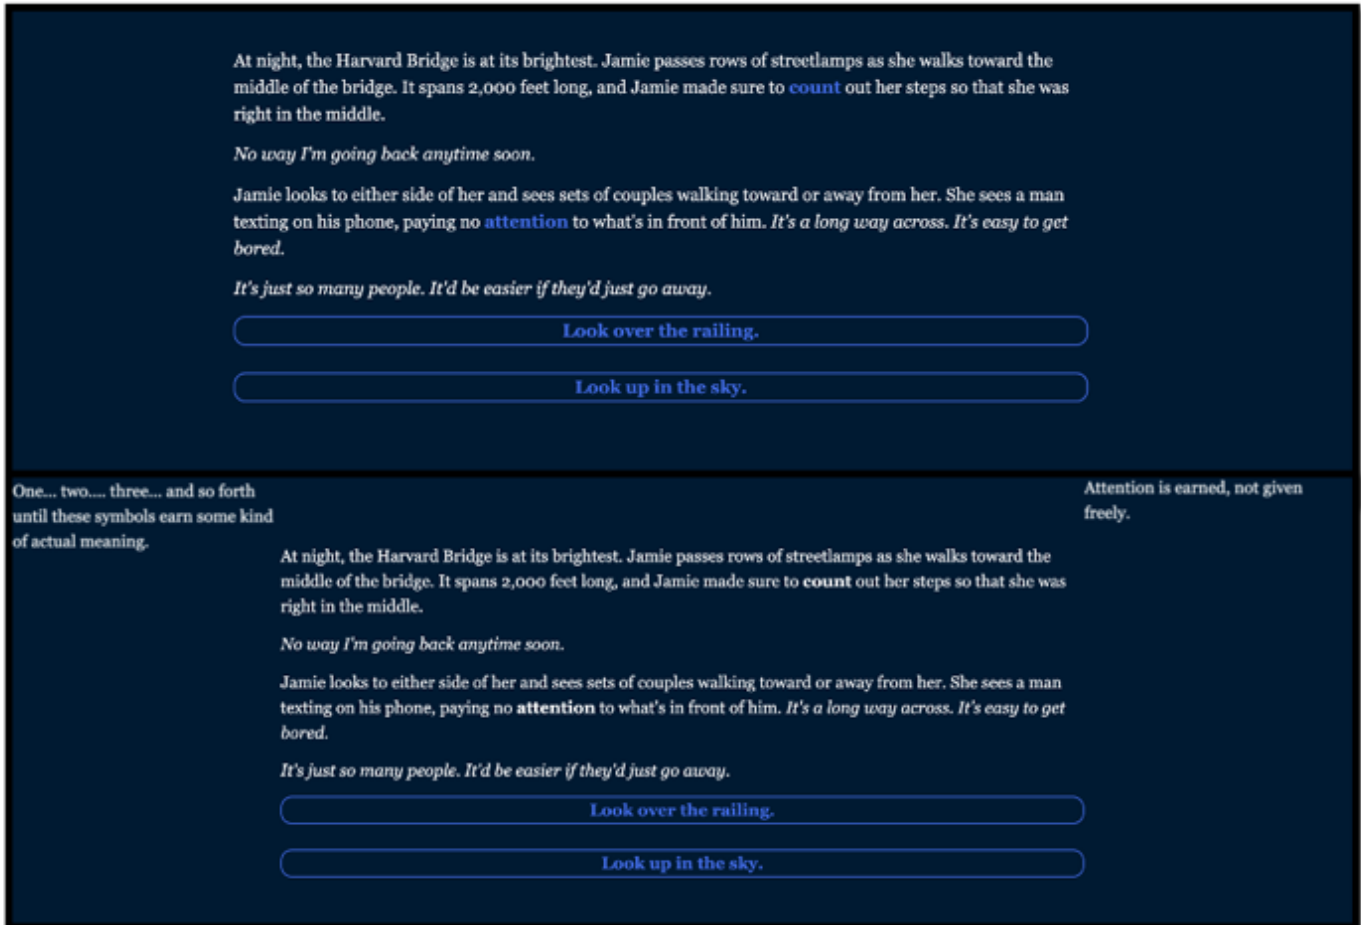 At night, the Harvard Bridge is at its brightest. Jamie passes rows of streetlamps as she walks toward the
middle of the bridge. It spans 2,000 feet long, and Jamie made sure to count out her steps so that she was
right in the middle.
No way I'm going back anytime soon.
Jamie looks to either side of her and sees sets of couples walking toward or away from her. She sees a man
texting on his phone, paying no attention to what's in front of him. It's a long way across. It's easy to get
bored.
It's just so many people. It'd be easier if they'd just go away.
Look over the railing.
Look up in the sky.
One... two.... three... and so forth
until these symbols earn some kind
of actual meaning.
Attention is earned, not given
freely.
At night, the Harvard Bridge is at its brightest. Jamie passes rows of streetlamps as she walks toward the
middle of the bridge. It spans 2,000 feet long, and Jamie made sure to count out her steps so that she was
right in the middle.
No way I'm going back anytime soon.
Jamie looks to either side of her and sees sets of couples walking toward or away from her. She sees a man
texting on his phone, paying no attention to what's in front of him. It's a long way across. It's easy to get
bored.
It's just so many people. It'd be easier if they'd just go away.
Look over the railing.
Look up in the sky.